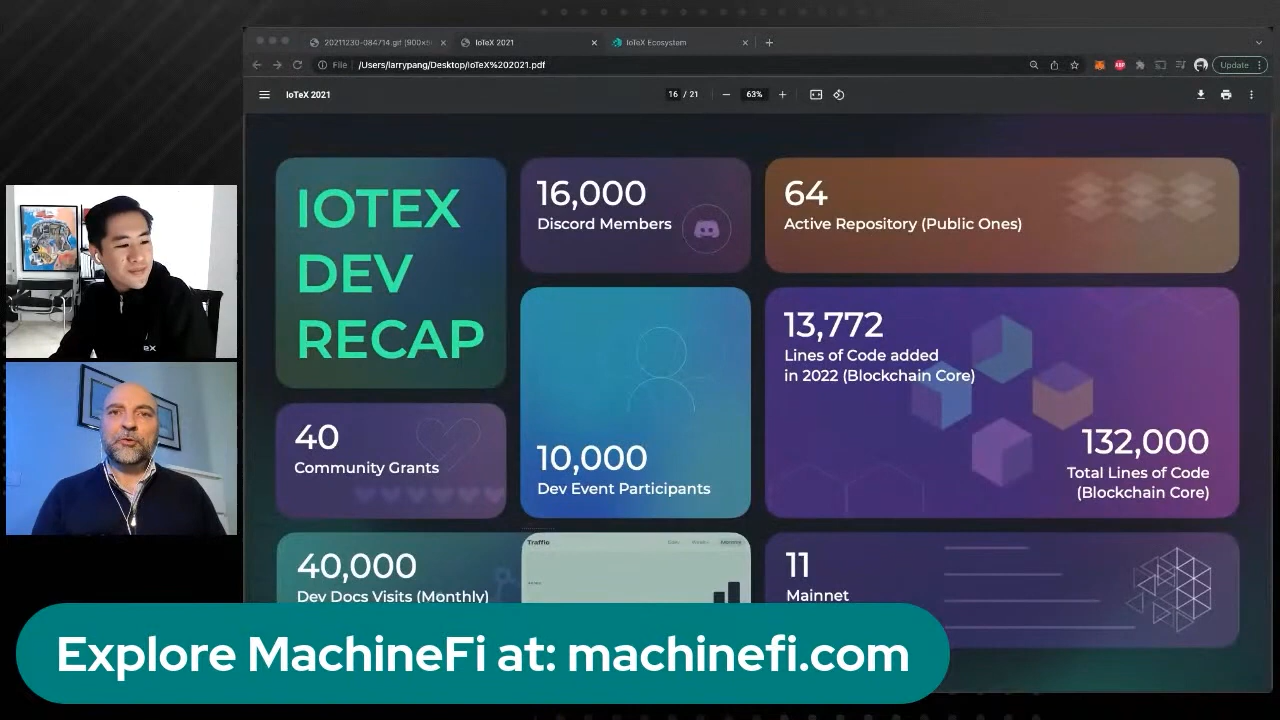 20211230-084714.gif (900×5
IoTeX 2021
IoTeX Ecosystem
File /Users/larrypang/Desktop/IoTeX%202021.pdf
ABP
Update
IoTeX 2021
16 / 21
63%
IOTEX
DEV
RECAP
16,000
Discord Members
64
Active Repository (Public Ones)
13,772
Lines of Code added
in 2022 (Blockchain Core)
132,000
Total Lines of Code
(Blockchain Core)
40
Community Grants
10,000
Dev Event Participants
40,000
Dev Docs Visits (Monthly)
Traffic
11
Mainnet
Explore MachineFi at: machinefi.com